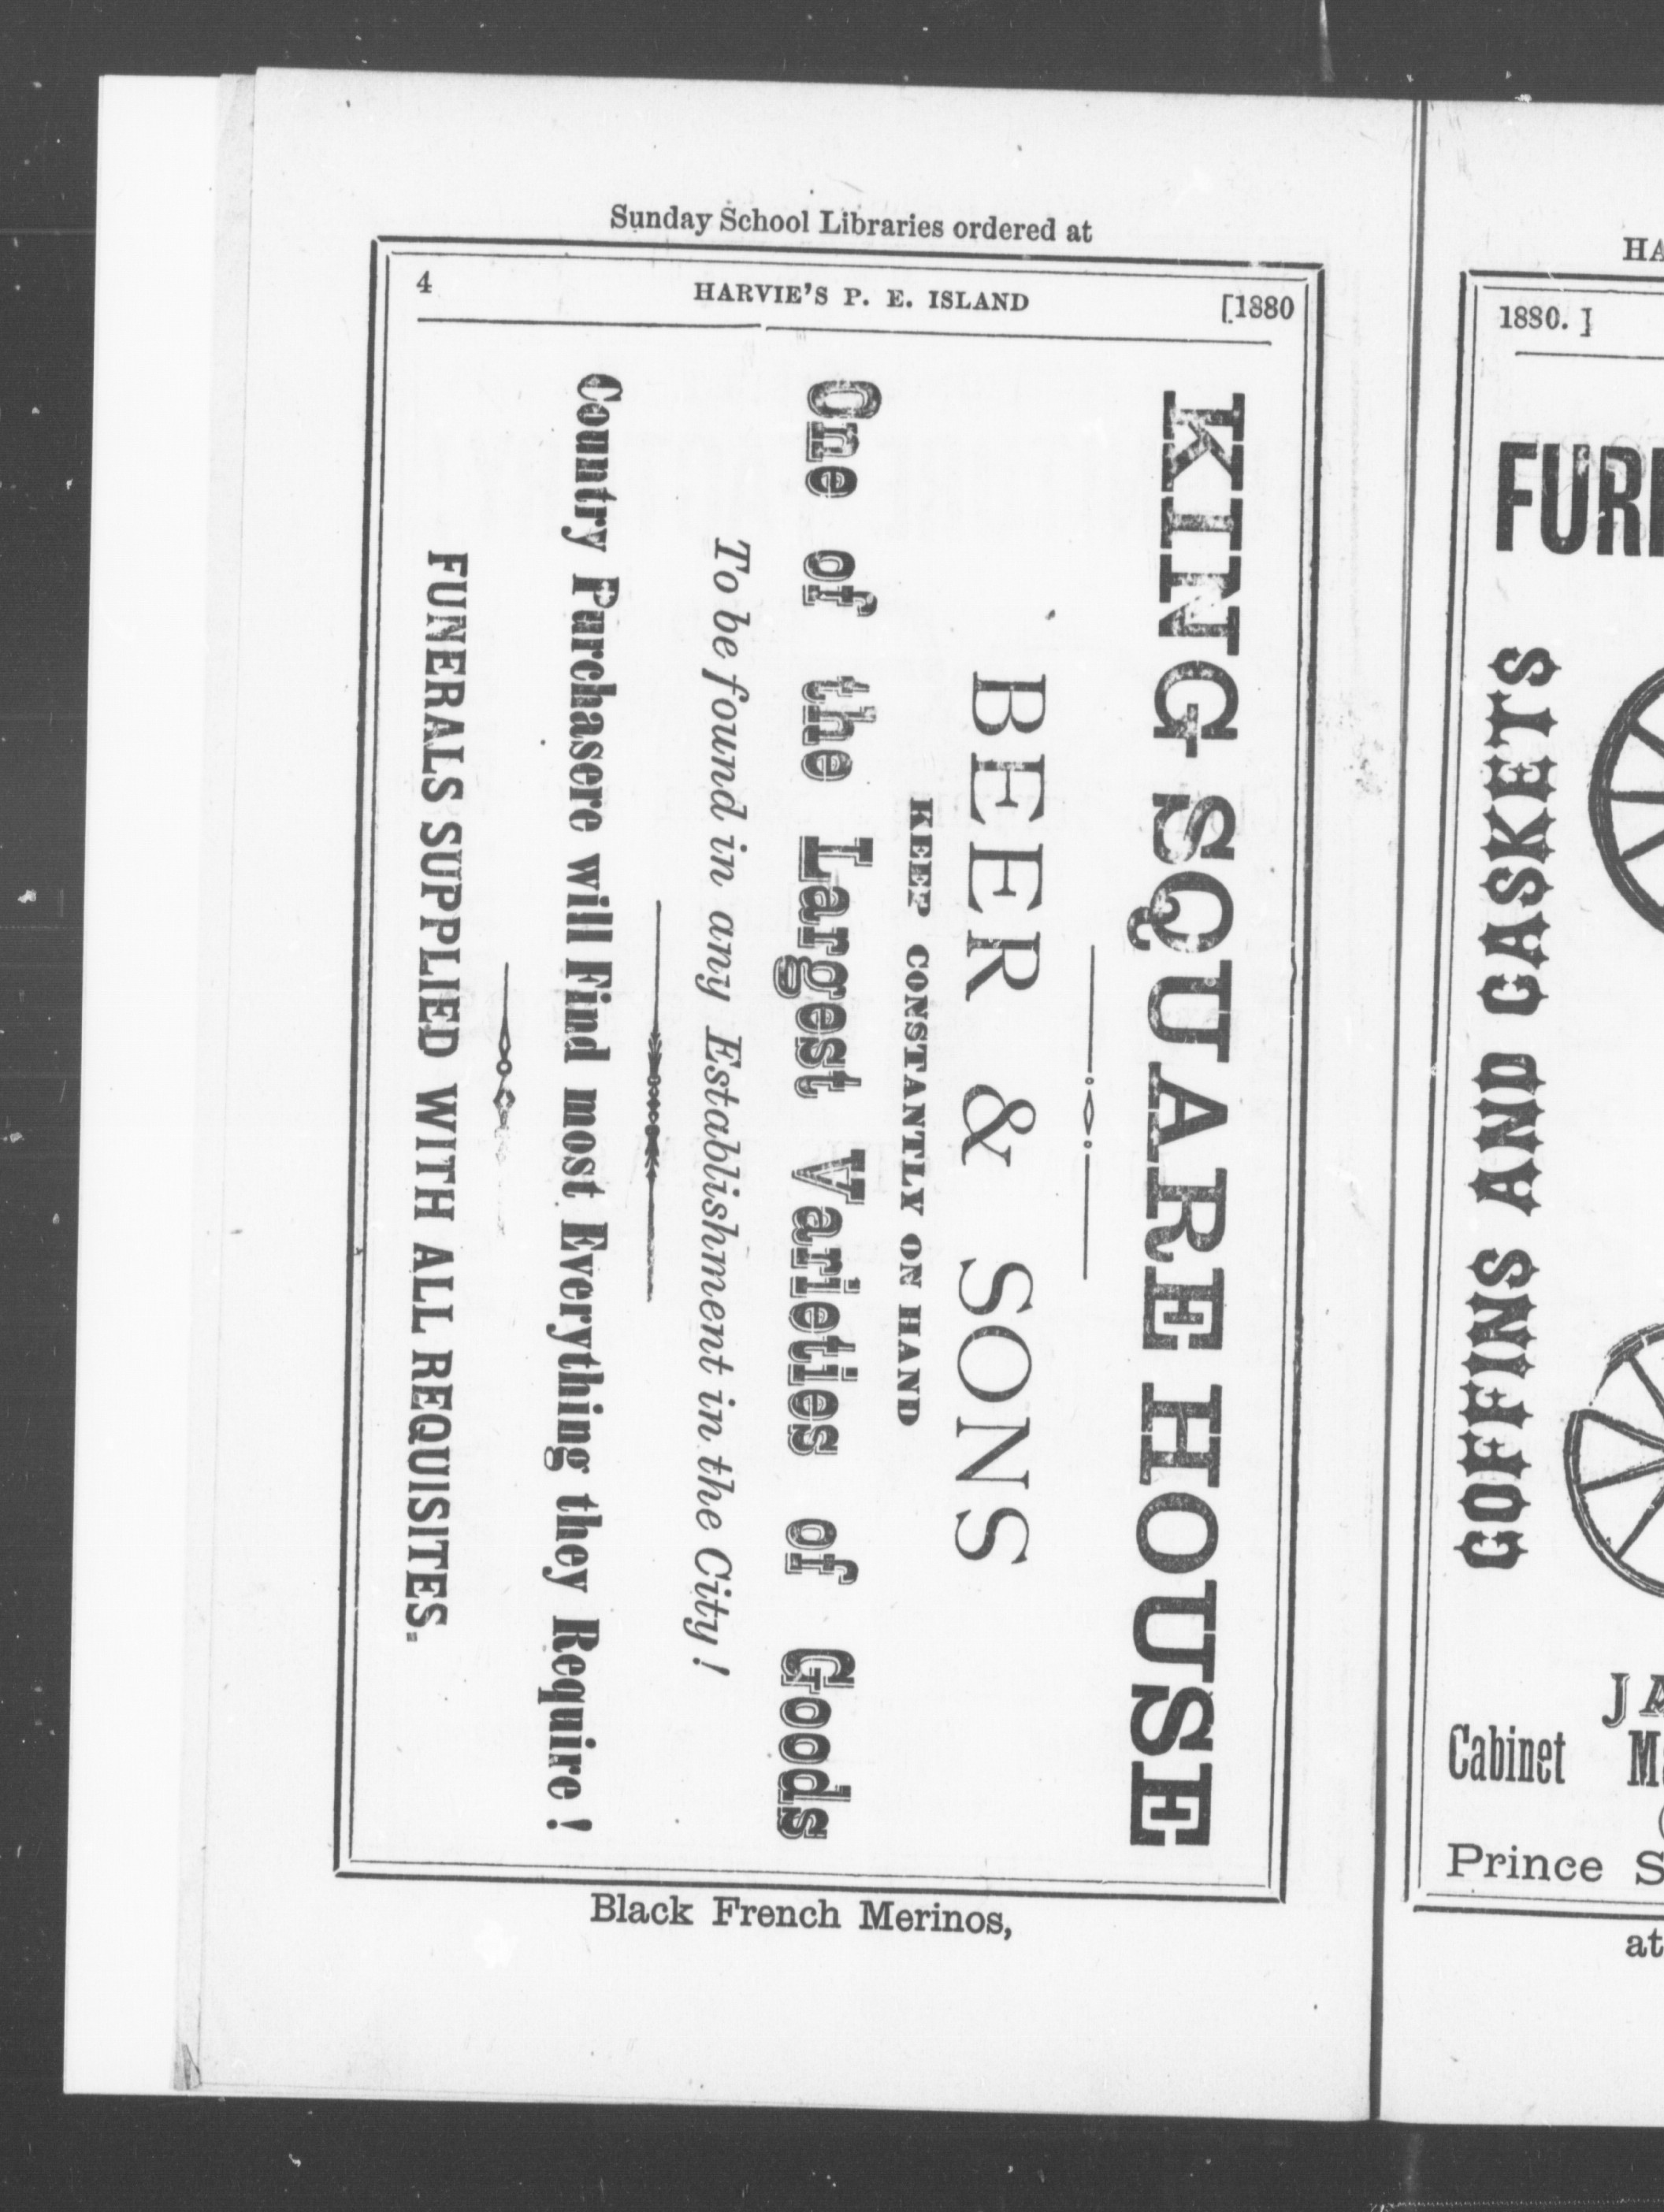 Sunday School Libraries ordered at
4 HARVIE'S P. E. ISLAND [1880
KING SQUARE HOUSE
BEER & SONS
KEEP CONSTANTLY ON HAND
One of the Largest Varieties of Goods
To be found in any Establishment in the City!
Country Purchasere will Find most Everything they Require!
FUNERALS SUPPLIED WITH ALL REQUISITES.
Black French Merinos,
HA
1880. ]
FUR
COFFINS AND CASKETS
JA
Cabinet
Prince S
at